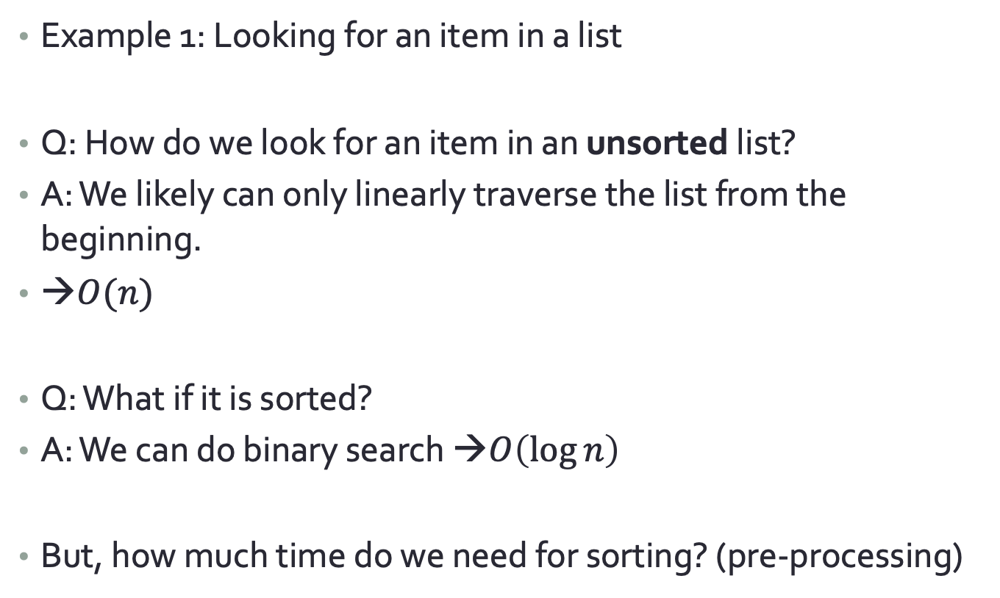 • Example 1: Looking for an item in a list
• Q: How do we look for an item in an unsorted list?
• A: We likely can only linearly traverse the list from the
beginning.
• →O(n)
• Q: What if it is sorted?
• A: We can do binary search →O(log n)
• But, how much time do we need for sorting? (pre-processing)